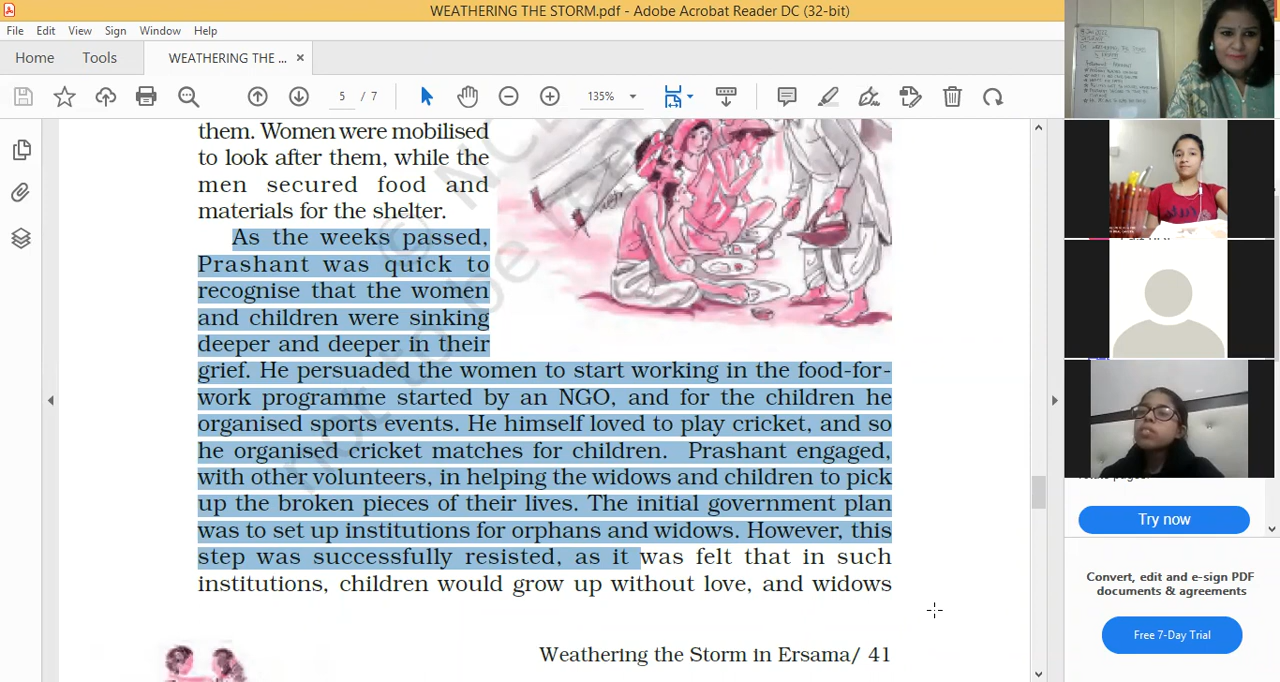 WEATHERING THE STORM.pdf - Adobe Acrobat Reader DC (32-bit)
File Edit View Sign Window Help
Home Tools WEATHERING THE ... ×
5 / 7 135%
them. Women were mobilised
to look after them, while the
men secured food and
materials for the shelter.
As the weeks passed,
Prashant was quick to
recognise that the women
and children were sinking
deeper and deeper in their
grief. He persuaded the women to start working in the food-for-
work programme started by an NGO, and for the children he
organised sports events. He himself loved to play cricket, and so
he organised cricket matches for children. Prashant engaged,
with other volunteers, in helping the widows and children to pick
up the broken pieces of their lives. The initial government plan
was to set up institutions for orphans and widows. However, this
step was successfully resisted, as it was felt that in such
institutions, children would grow up without love, and widows
Weathering the Storm in Ersama/ 41
Try now
Convert, edit and e-sign PDF
documents & agreements
Free 7-Day Trial
not to be
© NC